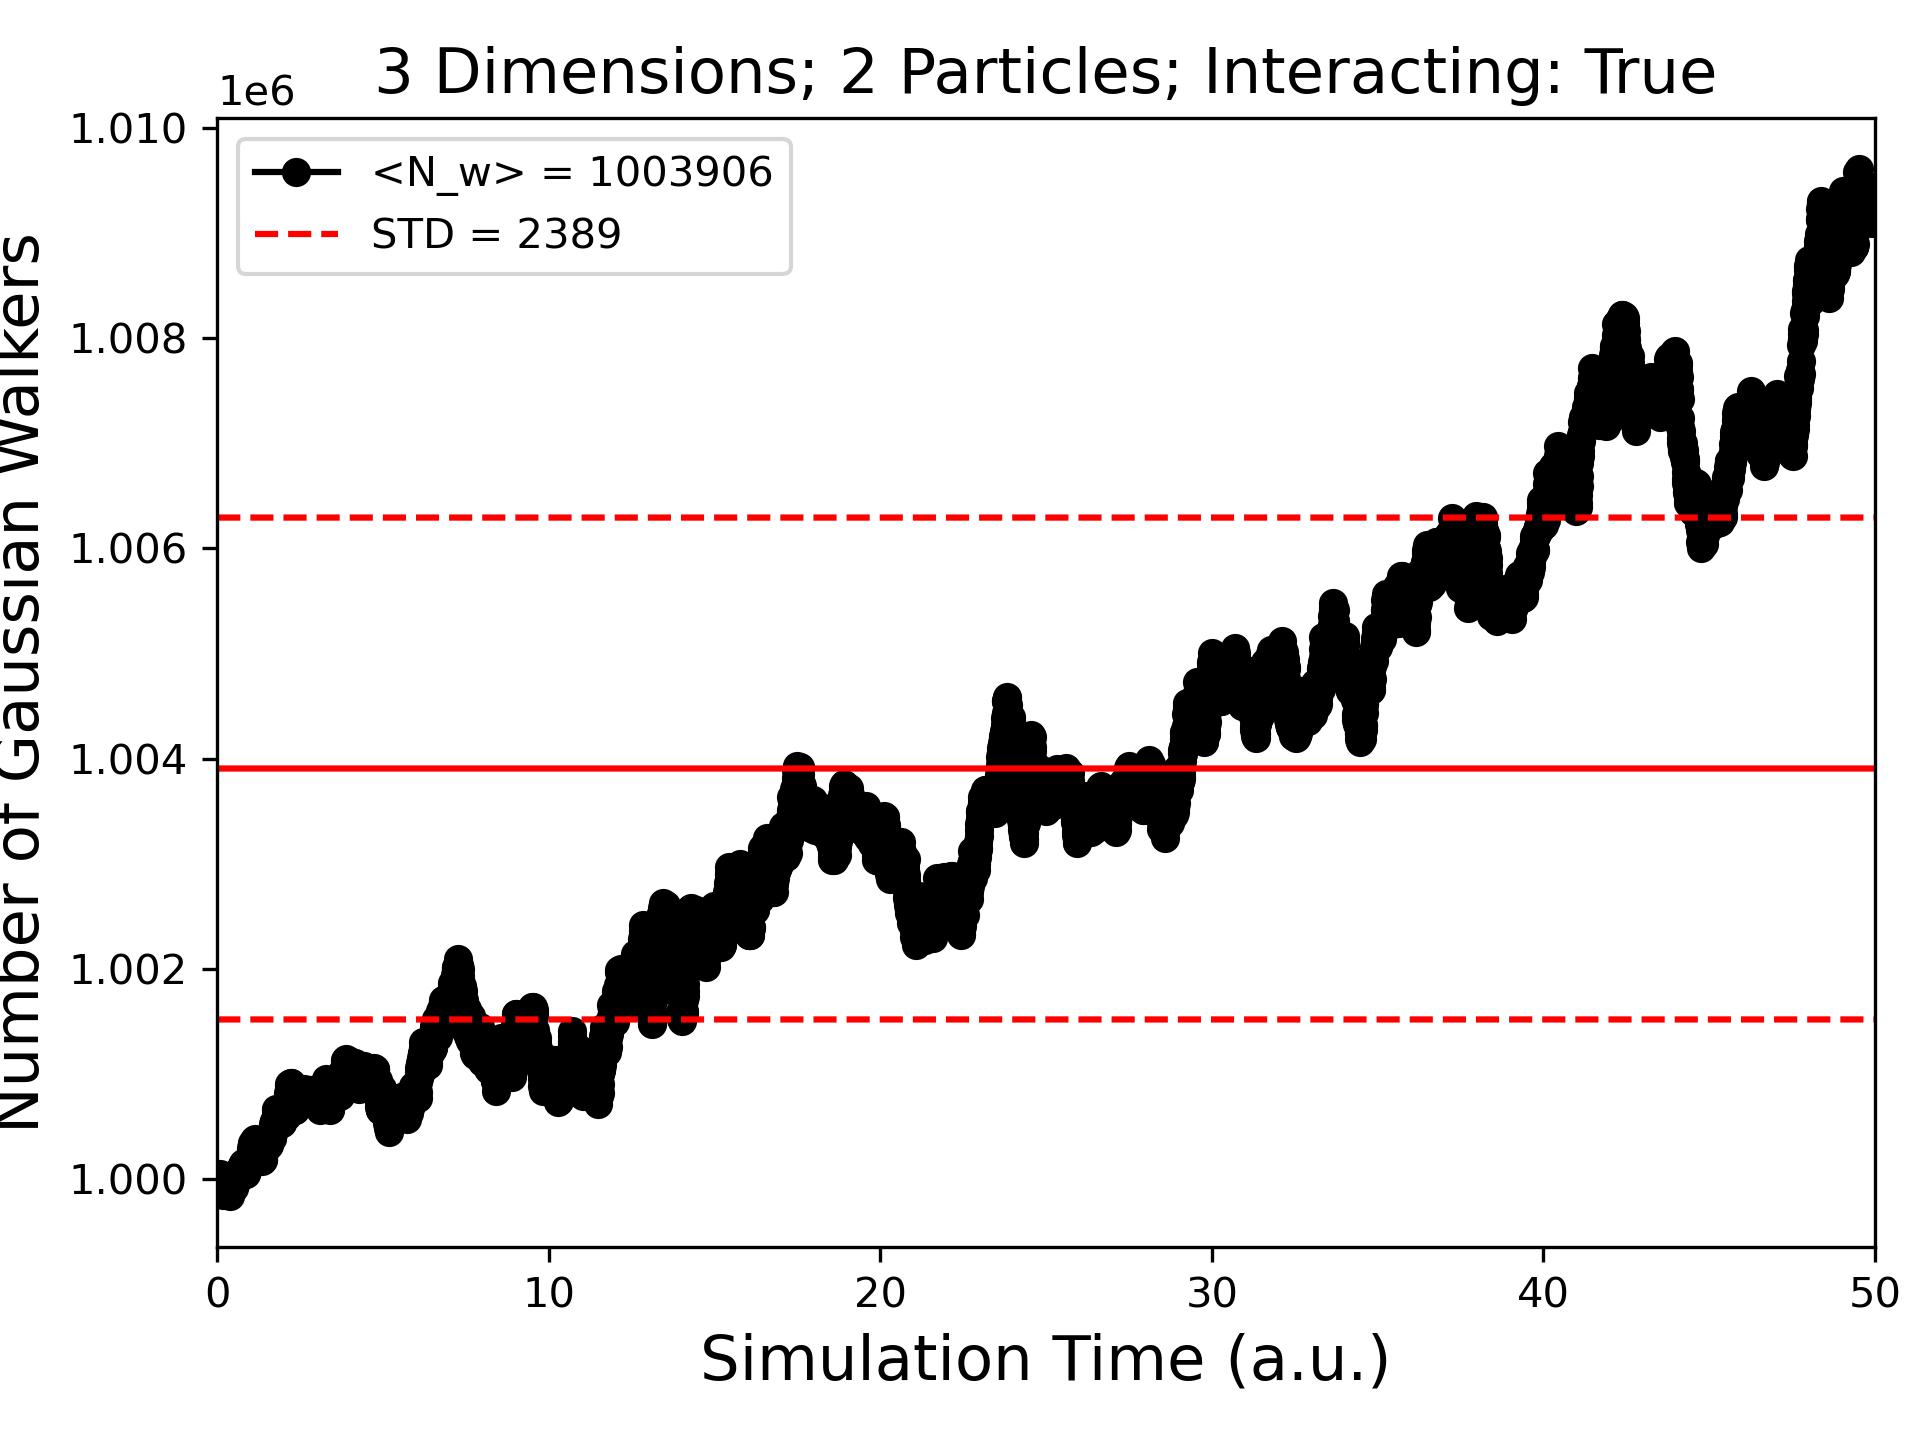 3 Dimensions; 2 Particles; Interacting: True
1e6
<N_w> = 1003906
STD = 2389
Number of Gaussian Walkers
1.010
1.008
1.006
1.004
1.002
1.000
0 10 20 30 40 50
Simulation Time (a.u.)